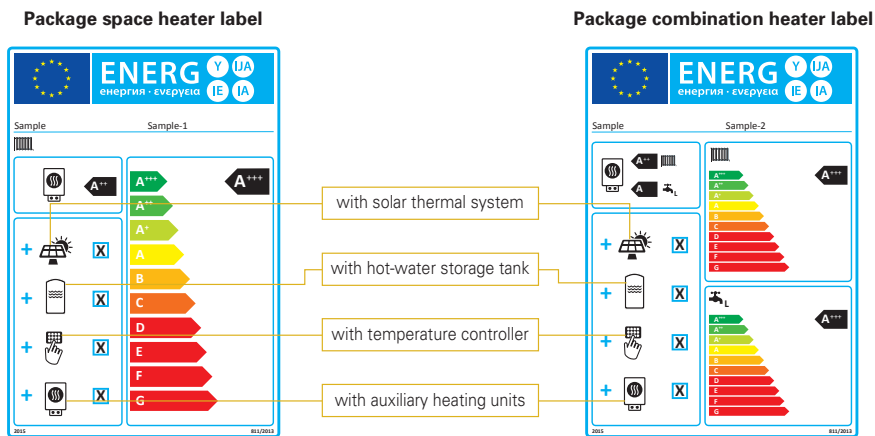 Package space heater label
ENERG Y IJA
енергия · ενεργεια IE IA
Sample Sample-1
A++
A+++
A++
A+
A
B
C
D
E
F
G
A+++
+ X
+ X
+ X
+ X
2015 811/2013
with solar thermal system
with hot-water storage tank
with temperature controller
with auxiliary heating units
Package combination heater label
ENERG Y IJA
енергия · ενεργεια IE IA
Sample Sample-2
A++
A
L
+ X
+ X
+ X
+ X
A+++
A++
A+
A
B
C
D
E
F
G
A+++
L
A+++
A++
A+
A
B
C
D
E
F
G
A+++
2015 811/2013